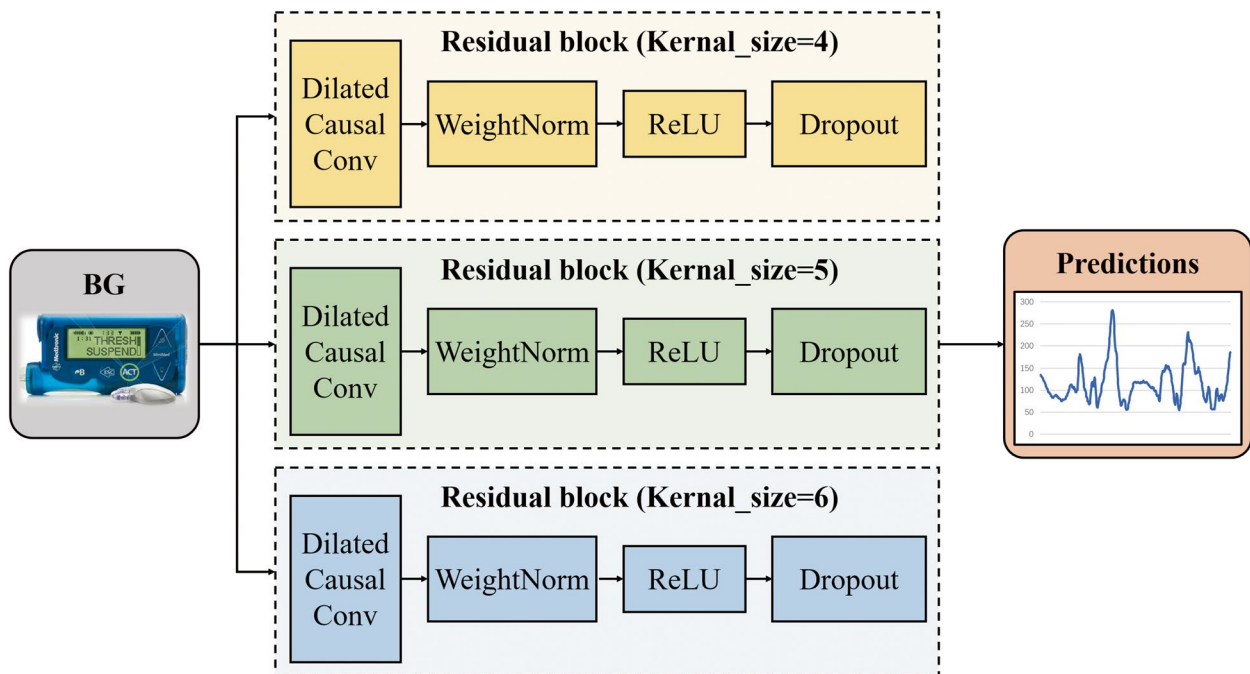 Residual block (Kernal_size=4)
Dilated
Causal
Conv
WeightNorm
ReLU
Dropout
BG
Medtronic
THRESH
SUSPEND
B
ESC
ACT
Residual block (Kernal_size=5)
Dilated
Causal
Conv
WeightNorm
ReLU
Dropout
Predictions
300
250
200
150
100
50
0
Residual block (Kernal_size=6)
Dilated
Causal
Conv
WeightNorm
ReLU
Dropout